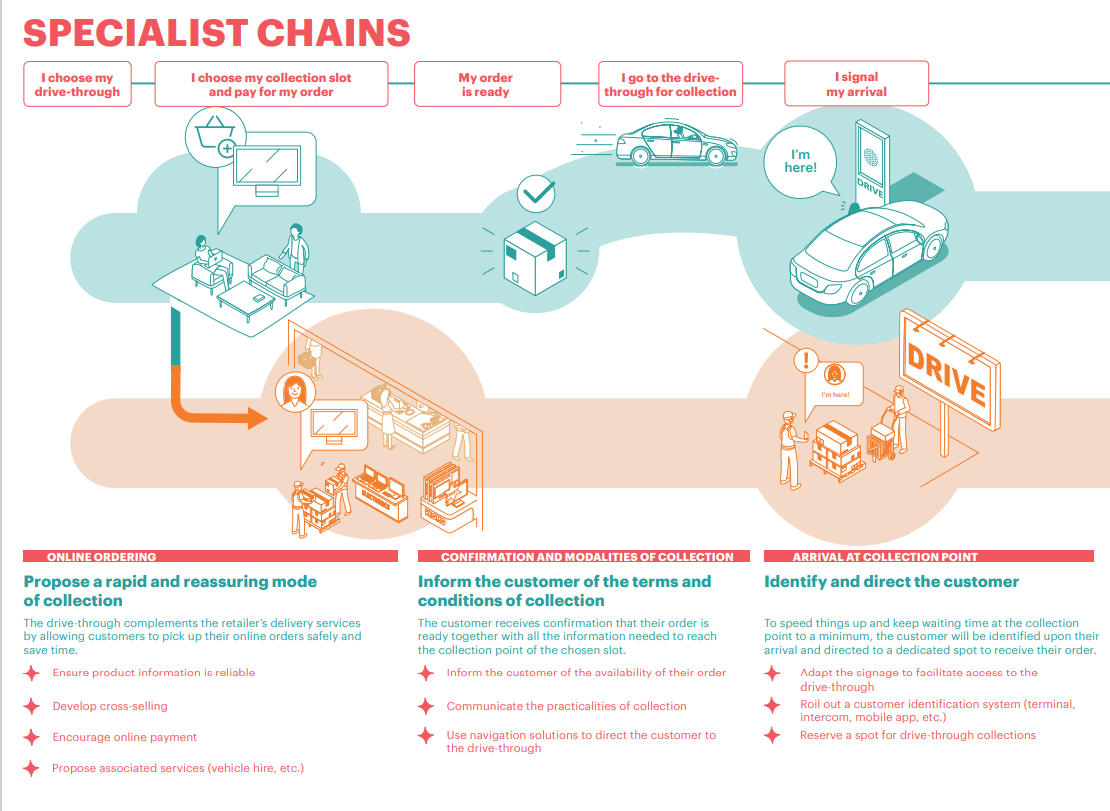 SPECIALIST CHAINS
I choose my
drive-through
I choose my collection slot
and pay for my order
My order
is ready
I go to the drive-
through for collection
I signal
my arrival
I'm
here!
DRIVE
DRIVE
I'm here!
ELECTRONICS
ONLINE ORDERING
Propose a rapid and reassuring mode
of collection
The drive-through complements the retailer's delivery services
by allowing customers to pick up their online orders safely and
save time.
Ensure product information is reliable
Develop cross-selling
Encourage online payment
Propose associated services (vehicle hire, etc.)
CONFIRMATION AND MODALITIES OF COLLECTION
Inform the customer of the terms and
conditions of collection
The customer receives confirmation that their order is
ready together with all the information needed to reach
the collection point of the chosen slot.
Inform the customer of the availability of their order
Communicate the practicalities of collection
Use navigation solutions to direct the customer to
the drive-through
ARRIVAL AT COLLECTION POINT
Identify and direct the customer
To speed things up and keep waiting time at the collection
point to a minimum, the customer will be identified upon their
arrival and directed to a dedicated spot to receive their order.
Adapt the signage to facilitate access to the
drive-through
Roll out a customer identification system (terminal,
intercom, mobile app, etc.)
Reserve a spot for drive-through collections